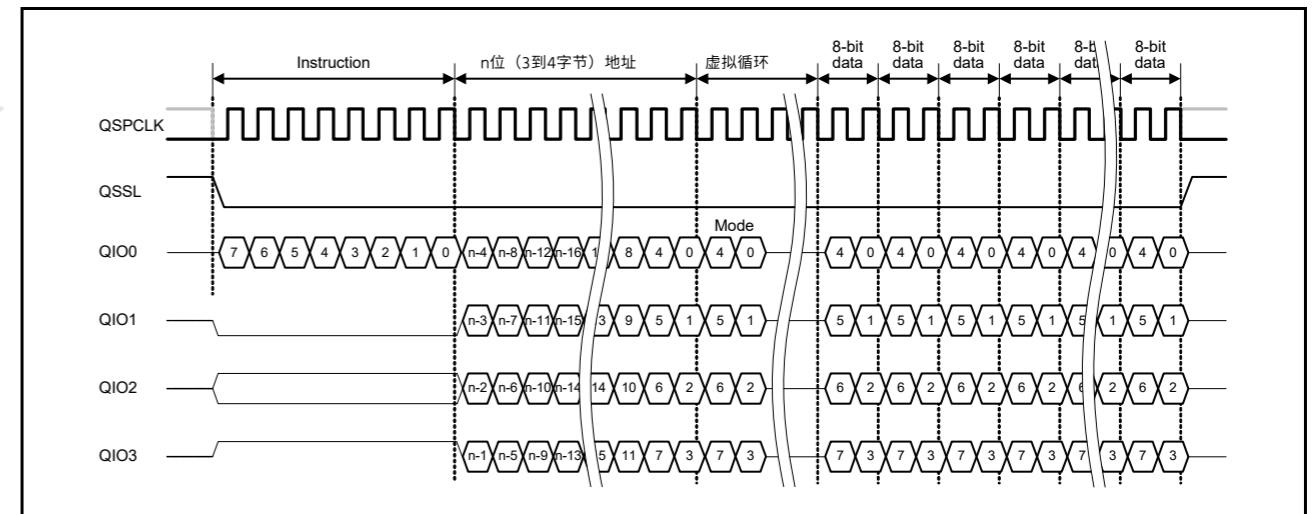 Instruction n位（3到4字节）地址 虚拟循环 8-bit data 8-bit data 8-bit data 8-bit data 8-bit data
QSPCLK
QSSL
Mode
QIO0 7 6 5 4 3 2 1 0 n-4 n-8 n-12 n-16 8 4 0 4 0 4 0 4 0 4 0 4 0 4 0 4 0
QIO1 n-3 n-7 n-11 n-15 9 5 1 5 1 5 1 5 1 5 1 5 1 5 1 5 1
QIO2 n-2 n-6 n-10 n-14 14 10 6 2 6 2 6 2 6 2 6 2 6 2 6 2 6 2
QIO3 n-1 n-5 n-9 n-13 11 7 3 7 3 7 3 7 3 7 3 7 3 7 3 7 3